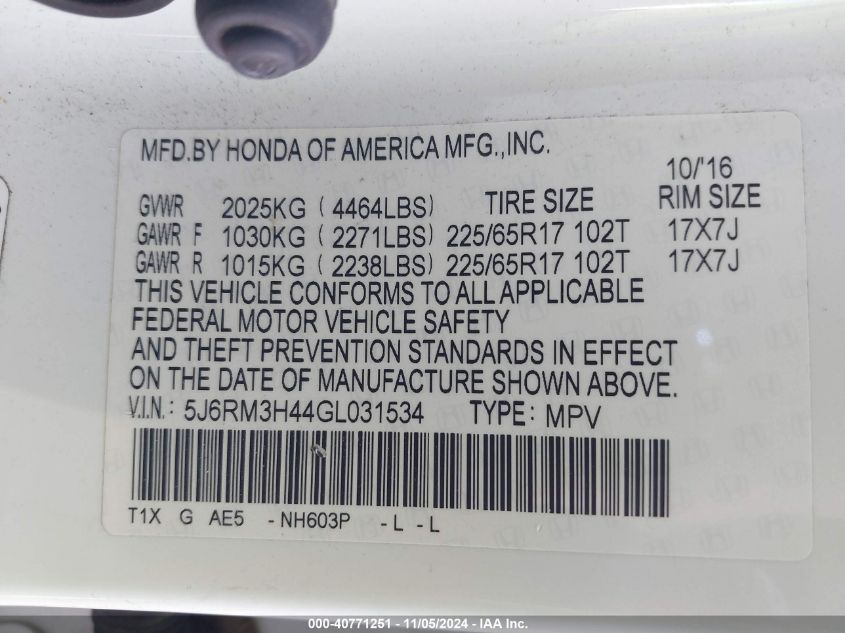 MFD.BY HONDA OF AMERICA MFG.,INC.
10/'16
GVWR 2025KG ( 4464LBS) TIRE SIZE RIM SIZE
GAWR F 1030KG ( 2271LBS) 225/65R17 102T 17X7J
GAWR R 1015KG ( 2238LBS) 225/65R17 102T 17X7J
THIS VEHICLE CONFORMS TO ALL APPLICABLE
FEDERAL MOTOR VEHICLE SAFETY
AND THEFT PREVENTION STANDARDS IN EFFECT
ON THE DATE OF MANUFACTURE SHOWN ABOVE.
V.I.N.: 5J6RM3H44GL031534 TYPE: MPV
T1X G AE5 -NH603P -L -L
000-40771251 - 11/05/2024 - IAA Inc.